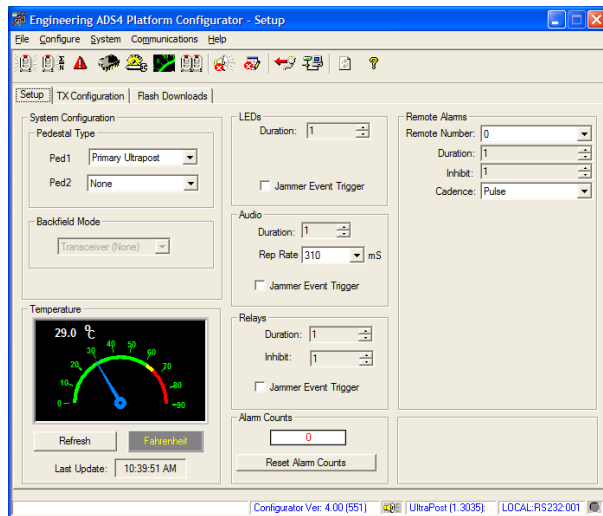 Engineering ADS4 Platform Configurator - Setup
File Configure System Communications Help
Setup TX Configuration Flash Downloads
System Configuration
Pedestal Type
Ped1 Primary Ultrapost
Ped2 None
Backfield Mode
Transceiver (None)
Temperature
29.0 °C
0 10 20 30 40 50 60 70 80 90
Refresh Fahrenheit
Last Update: 10:39:51 AM
LEDs
Duration: 1
Jammer Event Trigger
Audio
Duration: 1
Rep Rate 310 mS
Jammer Event Trigger
Relays
Duration: 1
Inhibit: 1
Jammer Event Trigger
Alarm Counts
0
Reset Alarm Counts
Remote Alarms
Remote Number: 0
Duration: 1
Inhibit: 1
Cadence: Pulse
Configurator Ver: 4.00 (551) UltraPost (1.3035): LOCAL:RS232:001